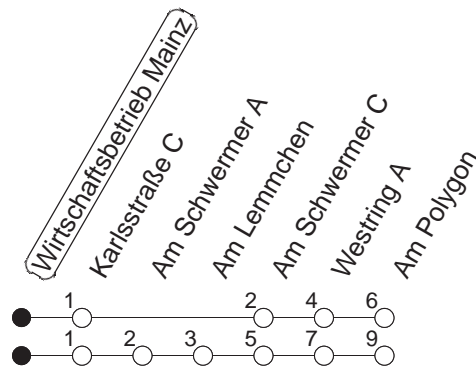 Wirtschaftsbetrieb Mainz
Karlsstraße C
Am Schwermer A
Am Lemmchen
Am Schwermer C
Westring A
Am Polygon
1 2 4 6
1 2 3 5 7 9